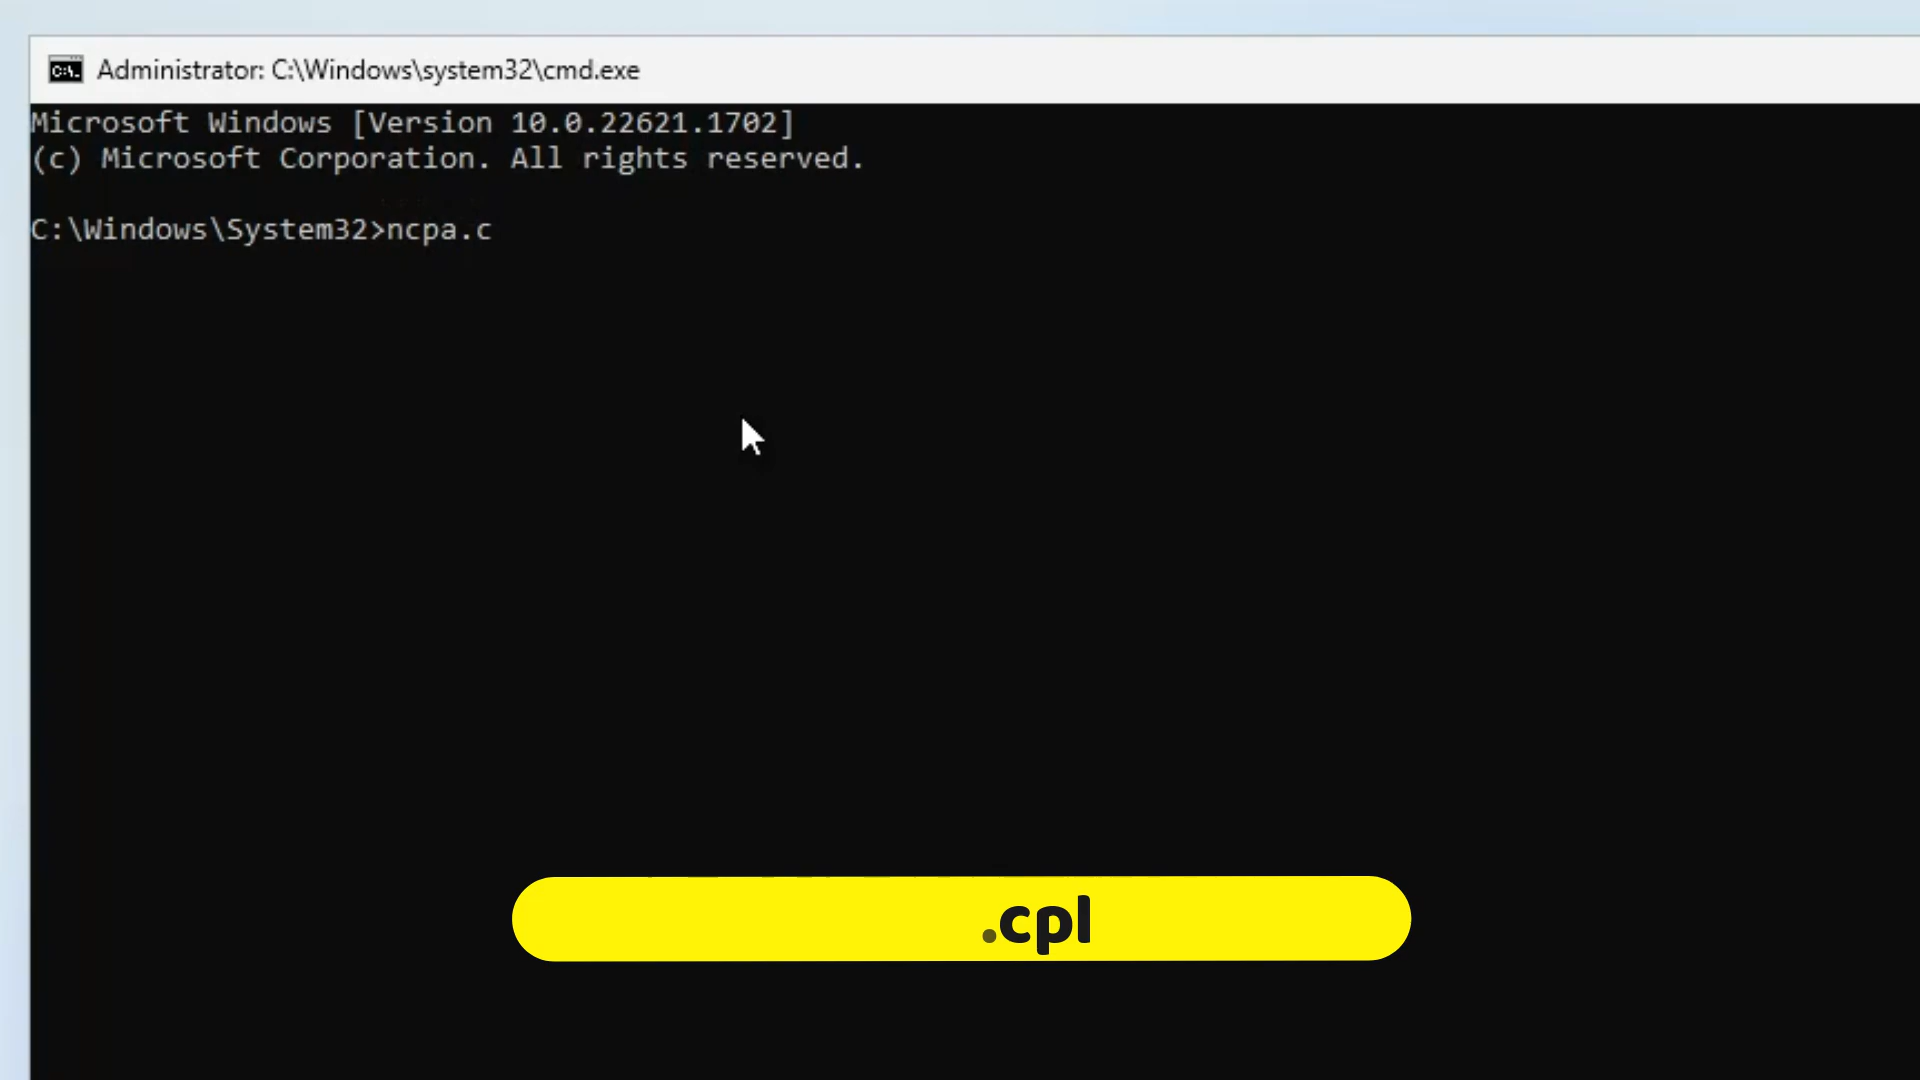 Administrator: C:\Windows\system32\cmd.exe
Microsoft Windows [Version 10.0.22621.1702]
(c) Microsoft Corporation. All rights reserved.
C:\Windows\System32>ncpa.c
.cpl